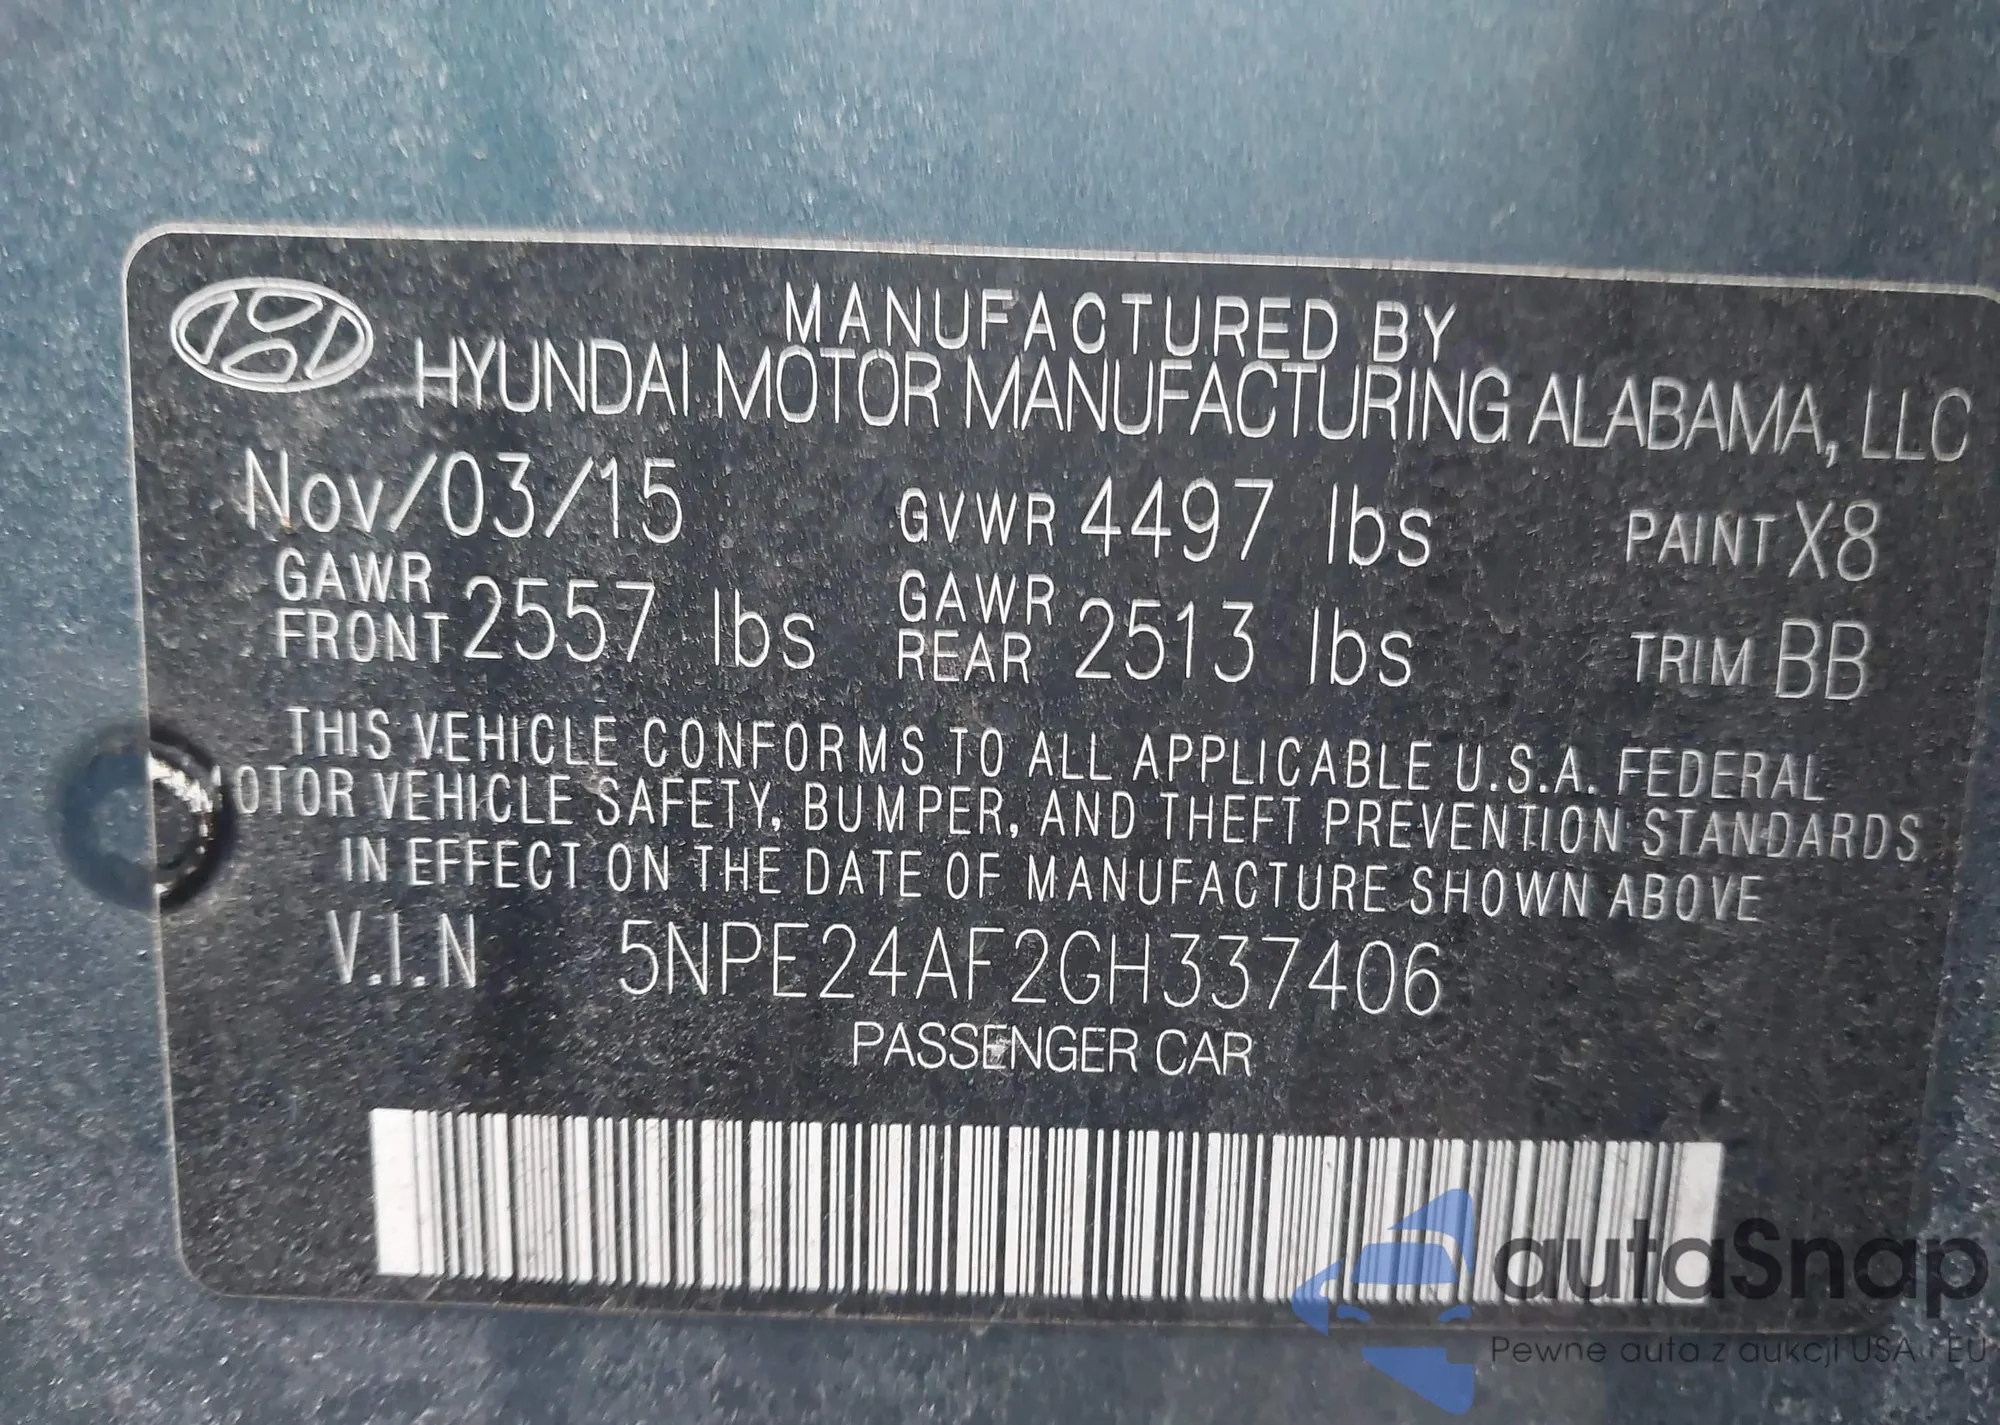 MANUFACTURED BY
HYUNDAI MOTOR MANUFACTURING ALABAMA, LLC
Nov/03/15 GVWR 4497 lbs PAINT X8
GAWR FRONT 2557 lbs GAWR REAR 2513 lbs TRIM BB
THIS VEHICLE CONFORMS TO ALL APPLICABLE U.S.A. FEDERAL
MOTOR VEHICLE SAFETY, BUMPER, AND THEFT PREVENTION STANDARDS
IN EFFECT ON THE DATE OF MANUFACTURE SHOWN ABOVE
V.I.N 5NPE24AF2GH337406
PASSENGER CAR
autaSnap
Pewne auta z aukcji USA i EU